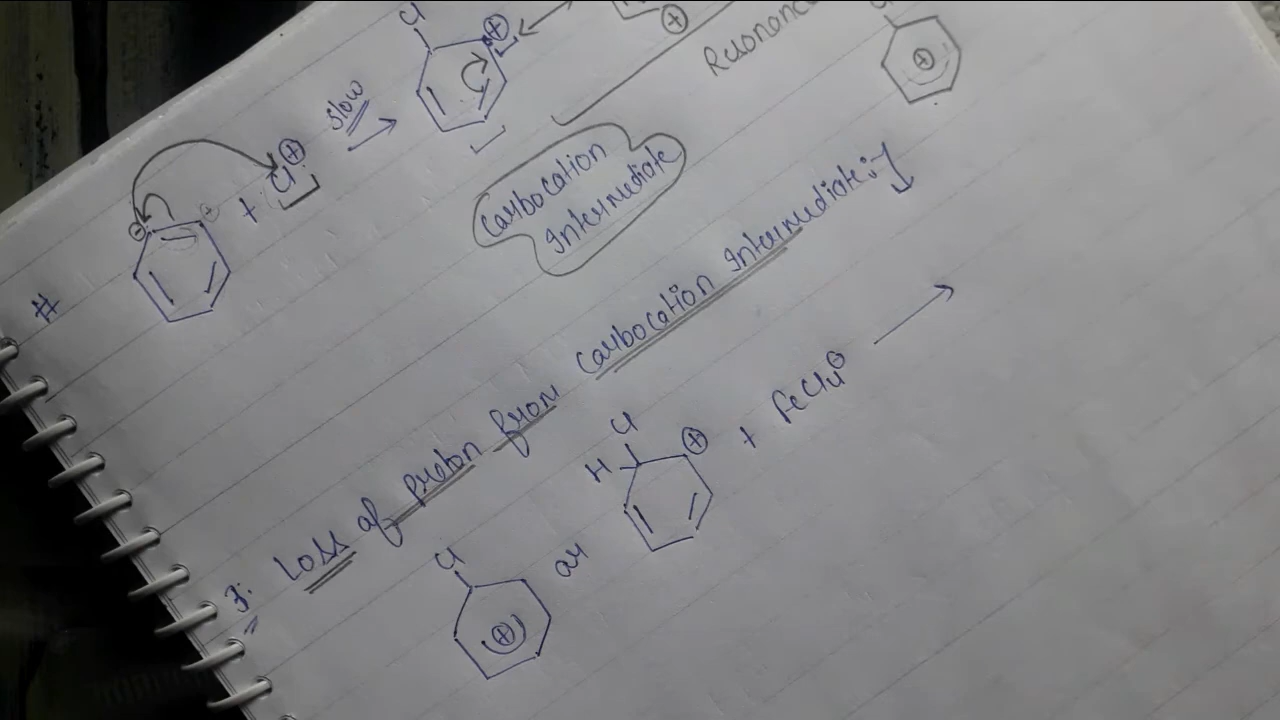 Cl
⊕
⊕
Resonance
# ⊖ ⊕ + Cl⊕ slow →
⊕
Carbocation
Intermediate
3: Loss of proton from Carbocation Intermediate:-
Cl ⊕ or H Cl ⊕ + FeCl4⊖ →